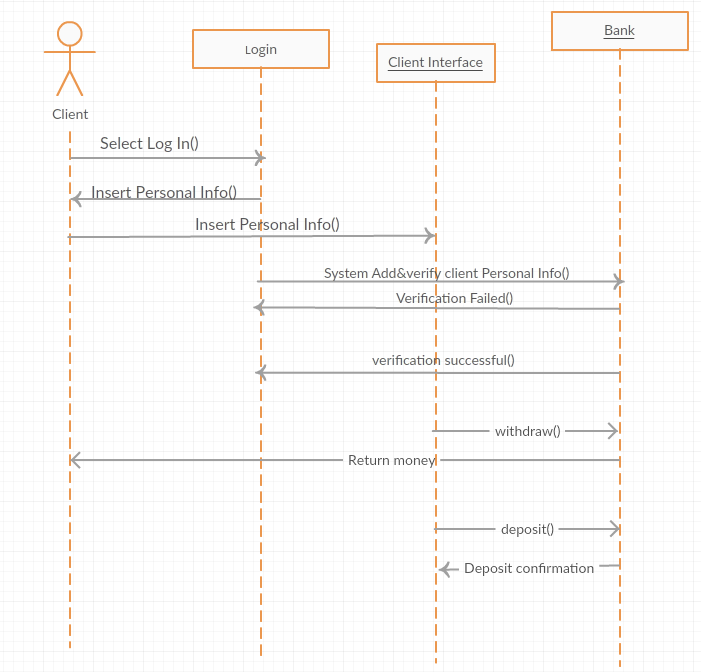 Bank
Login
Client Interface
Client
Select Log In()
Insert Personal Info()
Insert Personal Info()
System Add&verify client Personal Info()
Verification Failed()
verification successful()
withdraw()
Return money
deposit()
Deposit confirmation